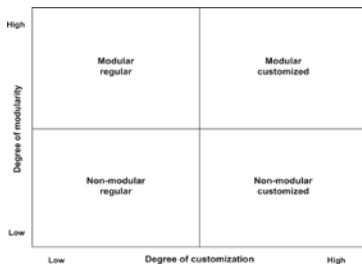 High
Modular
regular
Modular
customized
Degree of modularity
Non-modular
regular
Non-modular
customized
Low
Low
Degree of customization
High